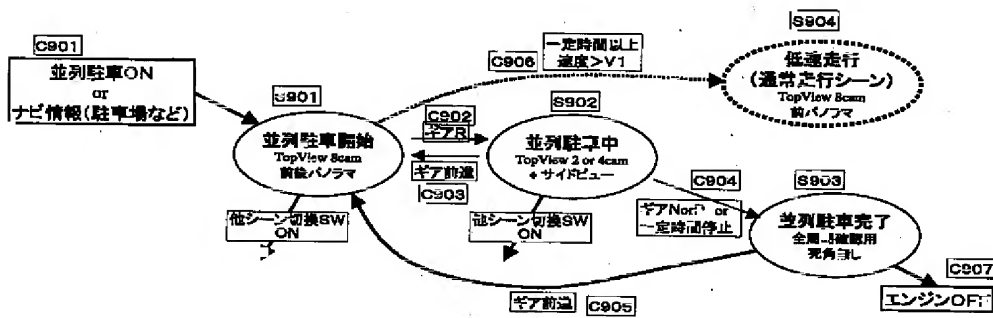 C901
並列駐車ON
or
ナビ情報(駐車場など)
S901
並列駐車開始
TopView 8cam
前後パノラマ
他シーン切換SW
ON
C902
ギアR
ギア前進
C903
S902
並列駐車中
TopView 2 or 4cam
+ サイドビュー
他シーン切換SW
ON
C906
一定時間以上
速度>V1
S904
低速走行
(通常走行シーン)
TopView 8cam
前パノラマ
C904
ギアNorP or
一定時間停止
S903
並列駐車完了
死角無し
C907
エンジンOFF
ギア前進
C905